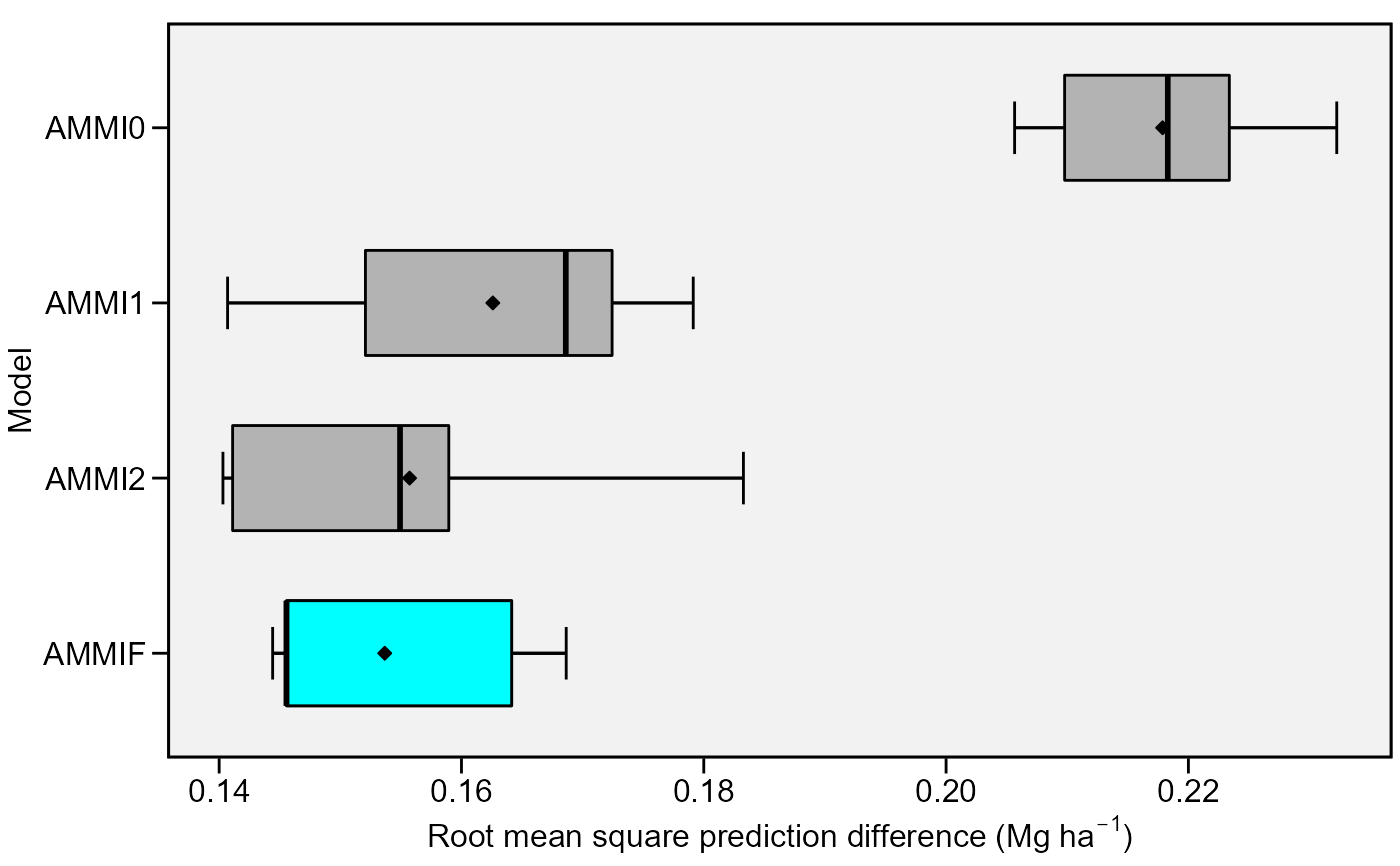 Model
AMMI0
AMMI1
AMMI2
AMMIF
0.14 0.16 0.18 0.20 0.22
Root mean square prediction difference (Mg ha⁻¹)